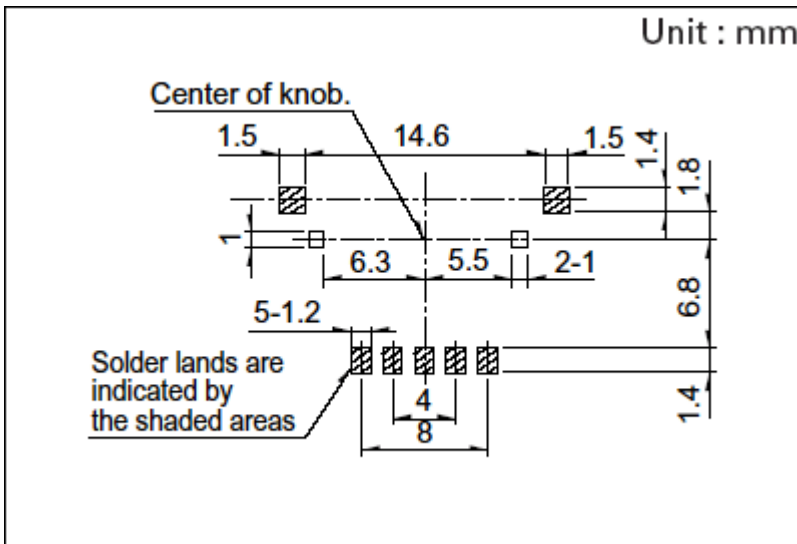 Unit : mm
Center of knob.
1.5
14.6
1.5
1.4
1.8
1
6.3
5.5
2-1
6.8
5-1.2
Solder lands are
indicated by
the shaded areas
4
8
1.4